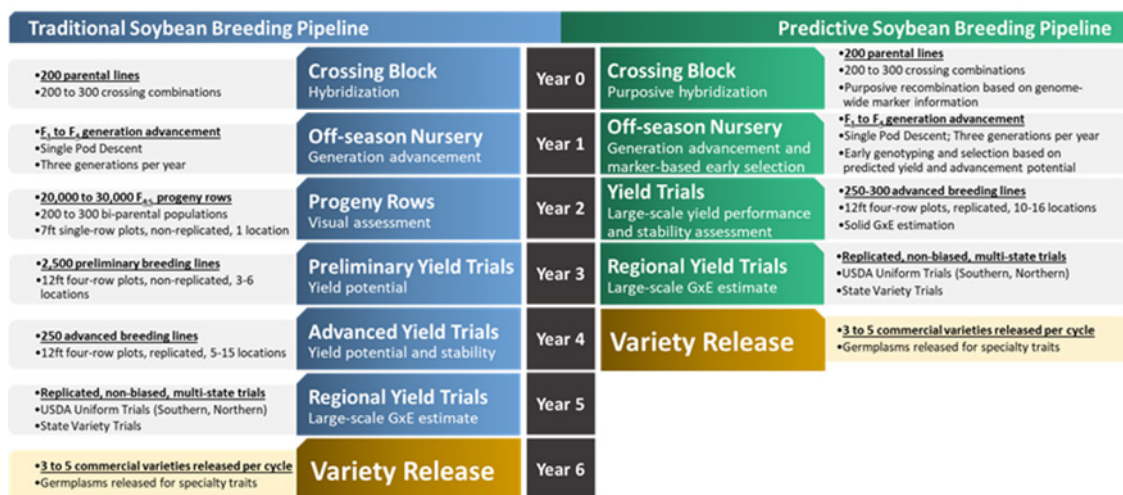 Traditional Soybean Breeding Pipeline
Predictive Soybean Breeding Pipeline
•200 parental lines
•200 to 300 crossing combinations
Crossing Block
Hybridization
Year 0
Crossing Block
Purposive hybridization
•200 parental lines
•200 to 300 crossing combinations
•Purposive recombination based on genome-
wide marker information
•F1 to F4 generation advancement
•Single Pod Descent
•Three generations per year
Off-season Nursery
Generation advancement
Year 1
Off-season Nursery
Generation advancement and
marker-based early selection
•F1 to F4 generation advancement
•Single Pod Descent; Three generations per year
•Early genotyping and selection based on
predicted yield and advancement potential
•20,000 to 30,000 F4:5 progeny rows
•200 to 300 bi-parental populations
•7ft single-row plots, non-replicated, 1 location
Progeny Rows
Visual assessment
Year 2
Yield Trials
Large-scale yield performance
and stability assessment
•250-300 advanced breeding lines
•12ft four-row plots, replicated, 10-16 locations
•Solid GxE estimation
•2,500 preliminary breeding lines
•12ft four-row plots, non-replicated, 3-6
locations
Preliminary Yield Trials
Yield potential
Year 3
Regional Yield Trials
Large-scale GxE estimate
•Replicated, non-biased, multi-state trials
•USDA Uniform Trials (Southern, Northern)
•State Variety Trials
•250 advanced breeding lines
•12ft four-row plots, replicated, 5-15 locations
Advanced Yield Trials
Yield potential and stability
Year 4
Variety Release
•3 to 5 commercial varieties released per cycle
•Germplasms released for specialty traits
•Replicated, non-biased, multi-state trials
•USDA Uniform Trials (Southern, Northern)
•State Variety Trials
Regional Yield Trials
Large-scale GxE estimate
Year 5
•3 to 5 commercial varieties released per cycle
•Germplasms released for specialty traits
Variety Release
Year 6